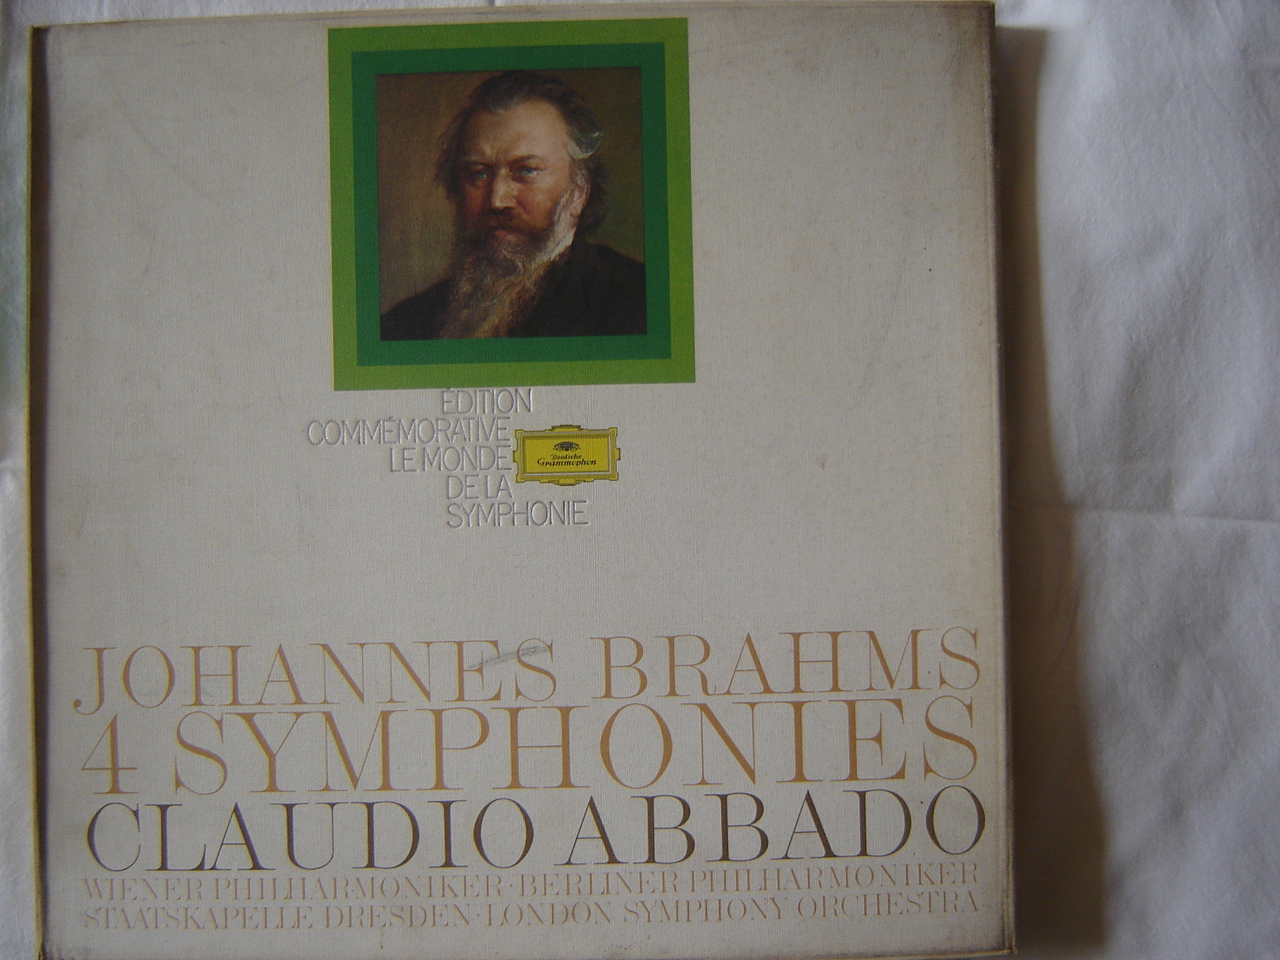 ÉDITION
COMMÉMORATIVE
LE MONDE
DE LA
SYMPHONIE
Deutsche
Grammophon
JOHANNES BRAHMS
4 SYMPHONIES
CLAUDIO ABBADO
WIENER PHILHARMONIKER · BERLINER PHILHARMONIKER
STAATSKAPELLE DRESDEN · LONDON SYMPHONY ORCHESTRA